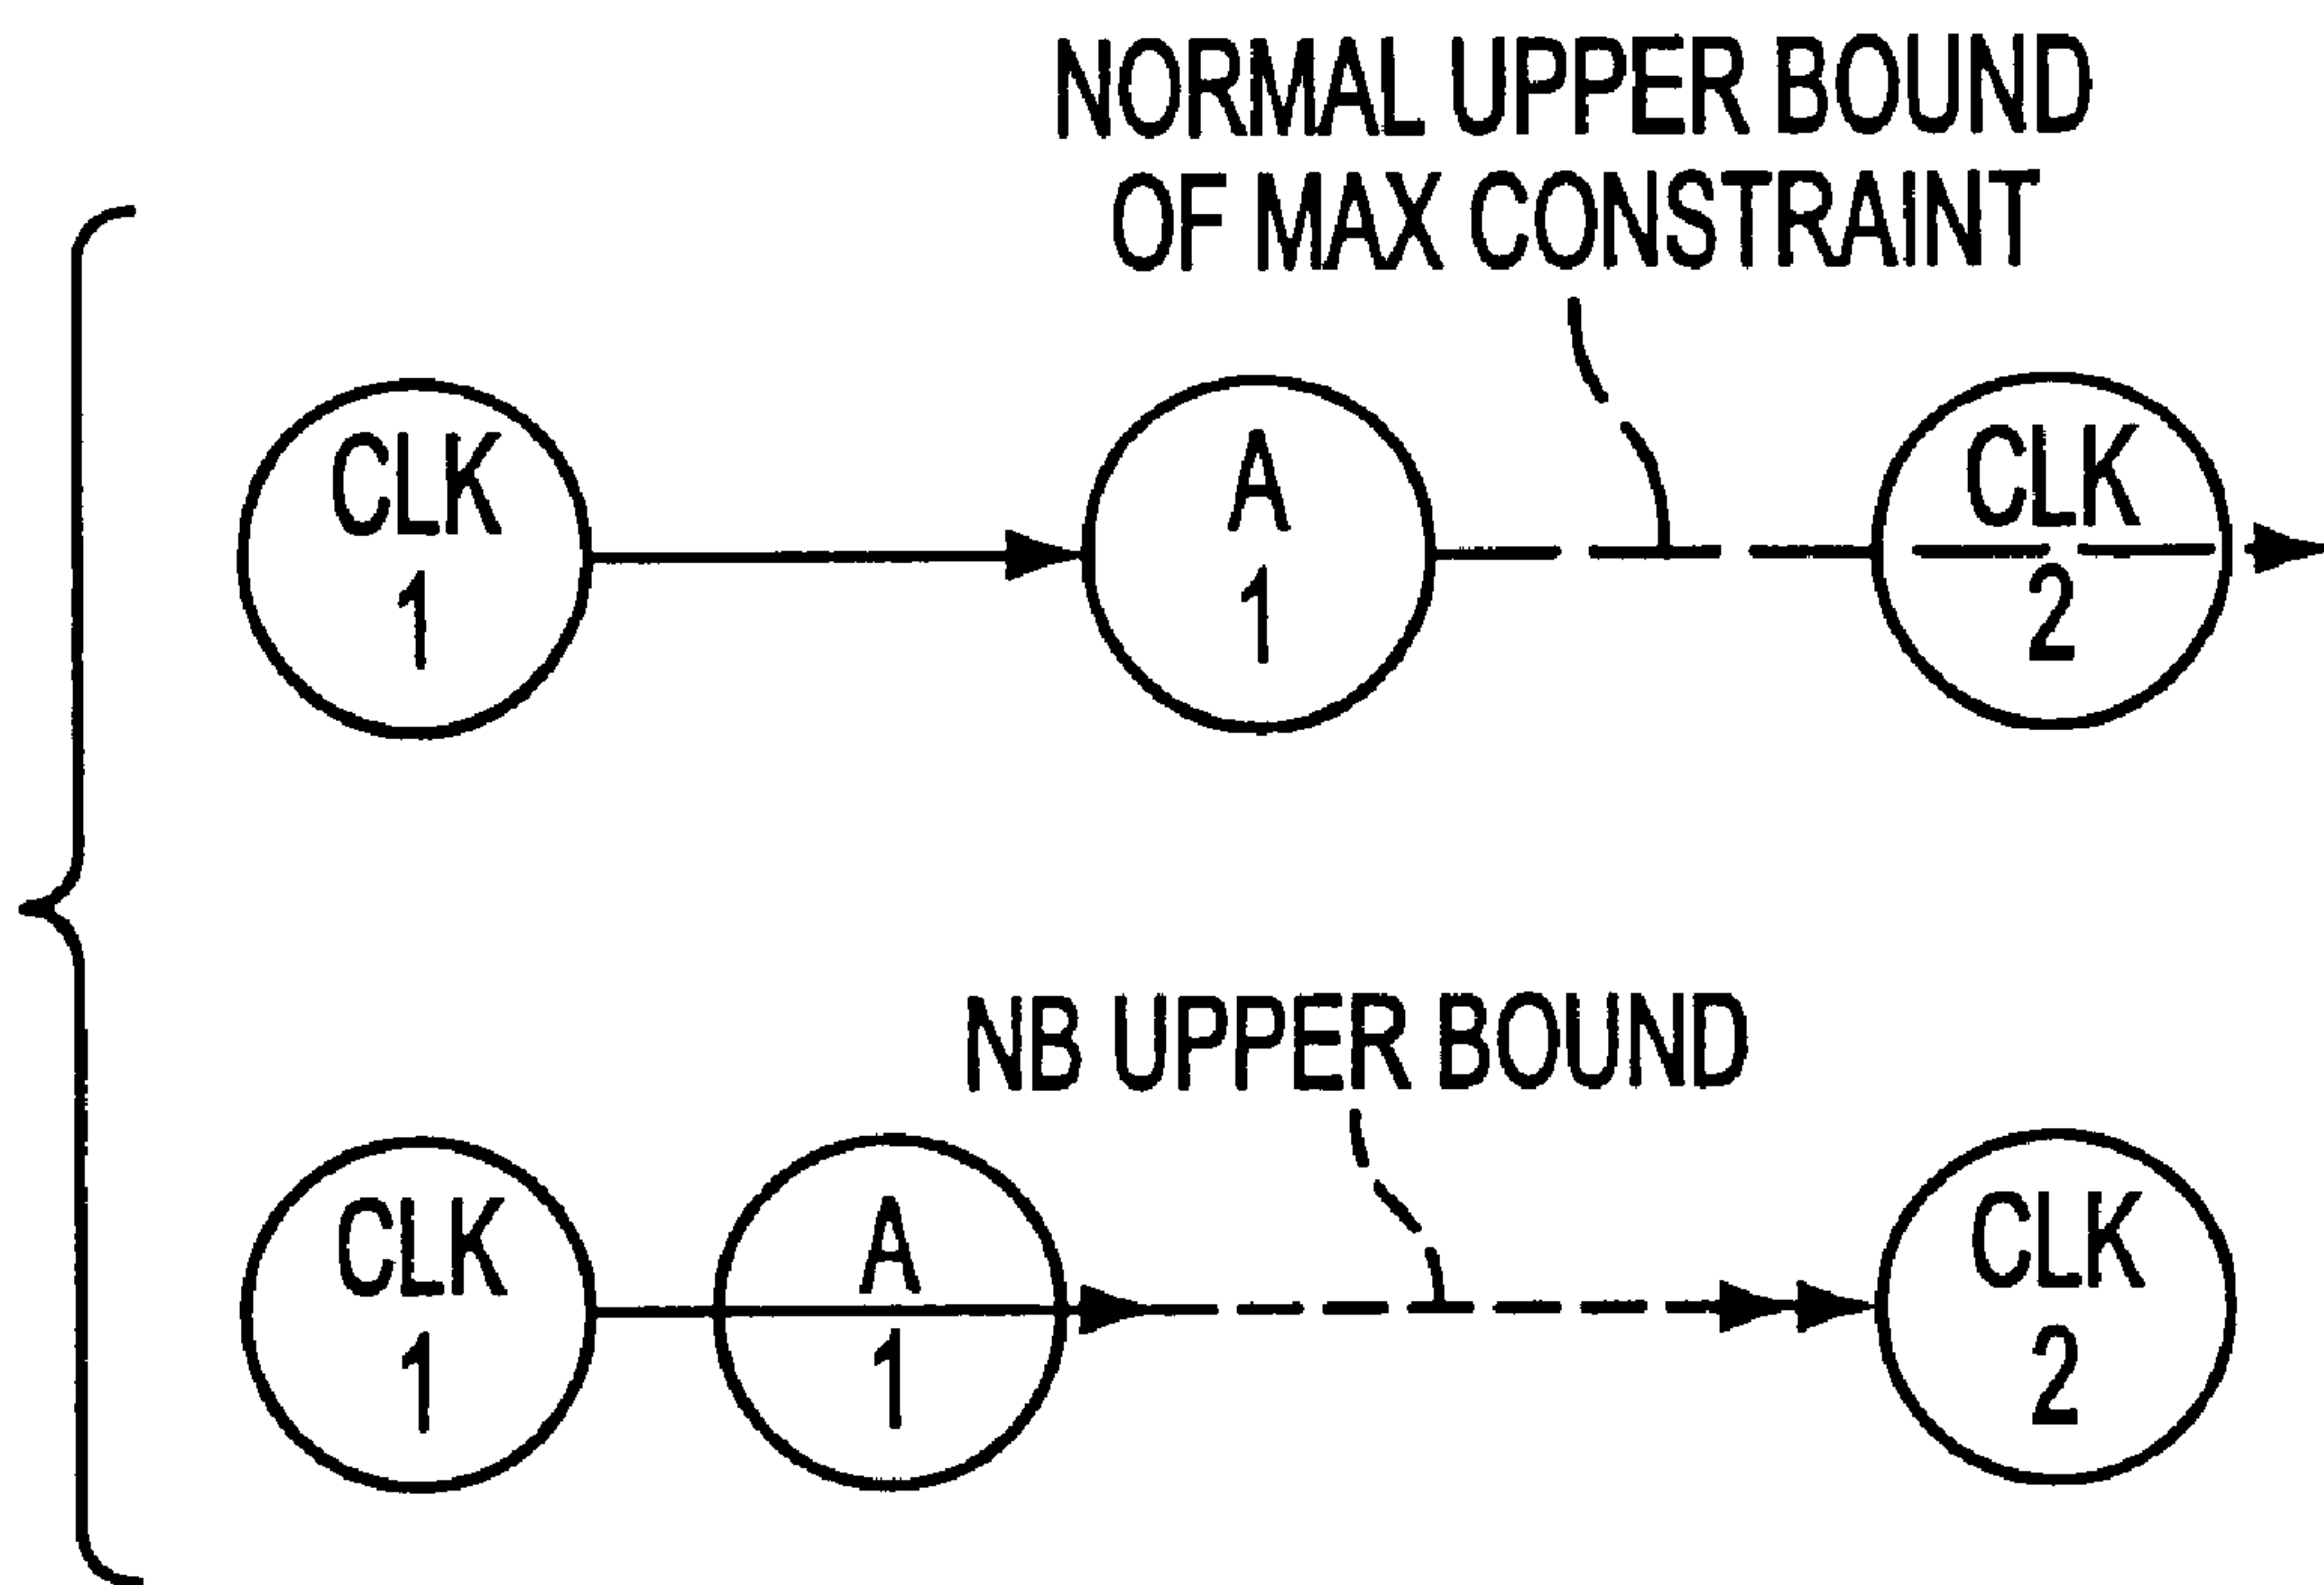 NORMAL UPPER BOUND
OF MAX CONSTRAINT
CLK
1
A
1
CLK
2
NB UPPER BOUND
CLK
1
A
1
CLK
2